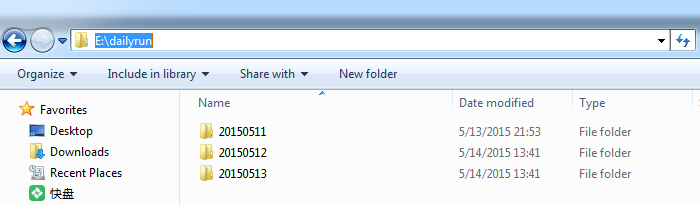 E:\dailyrun
Organize Include in library Share with New folder
Favorites
Desktop
Downloads
Recent Places
快盘
Name Date modified Type
20150511 5/13/2015 21:53 File folder
20150512 5/14/2015 13:41 File folder
20150513 5/14/2015 13:41 File folder